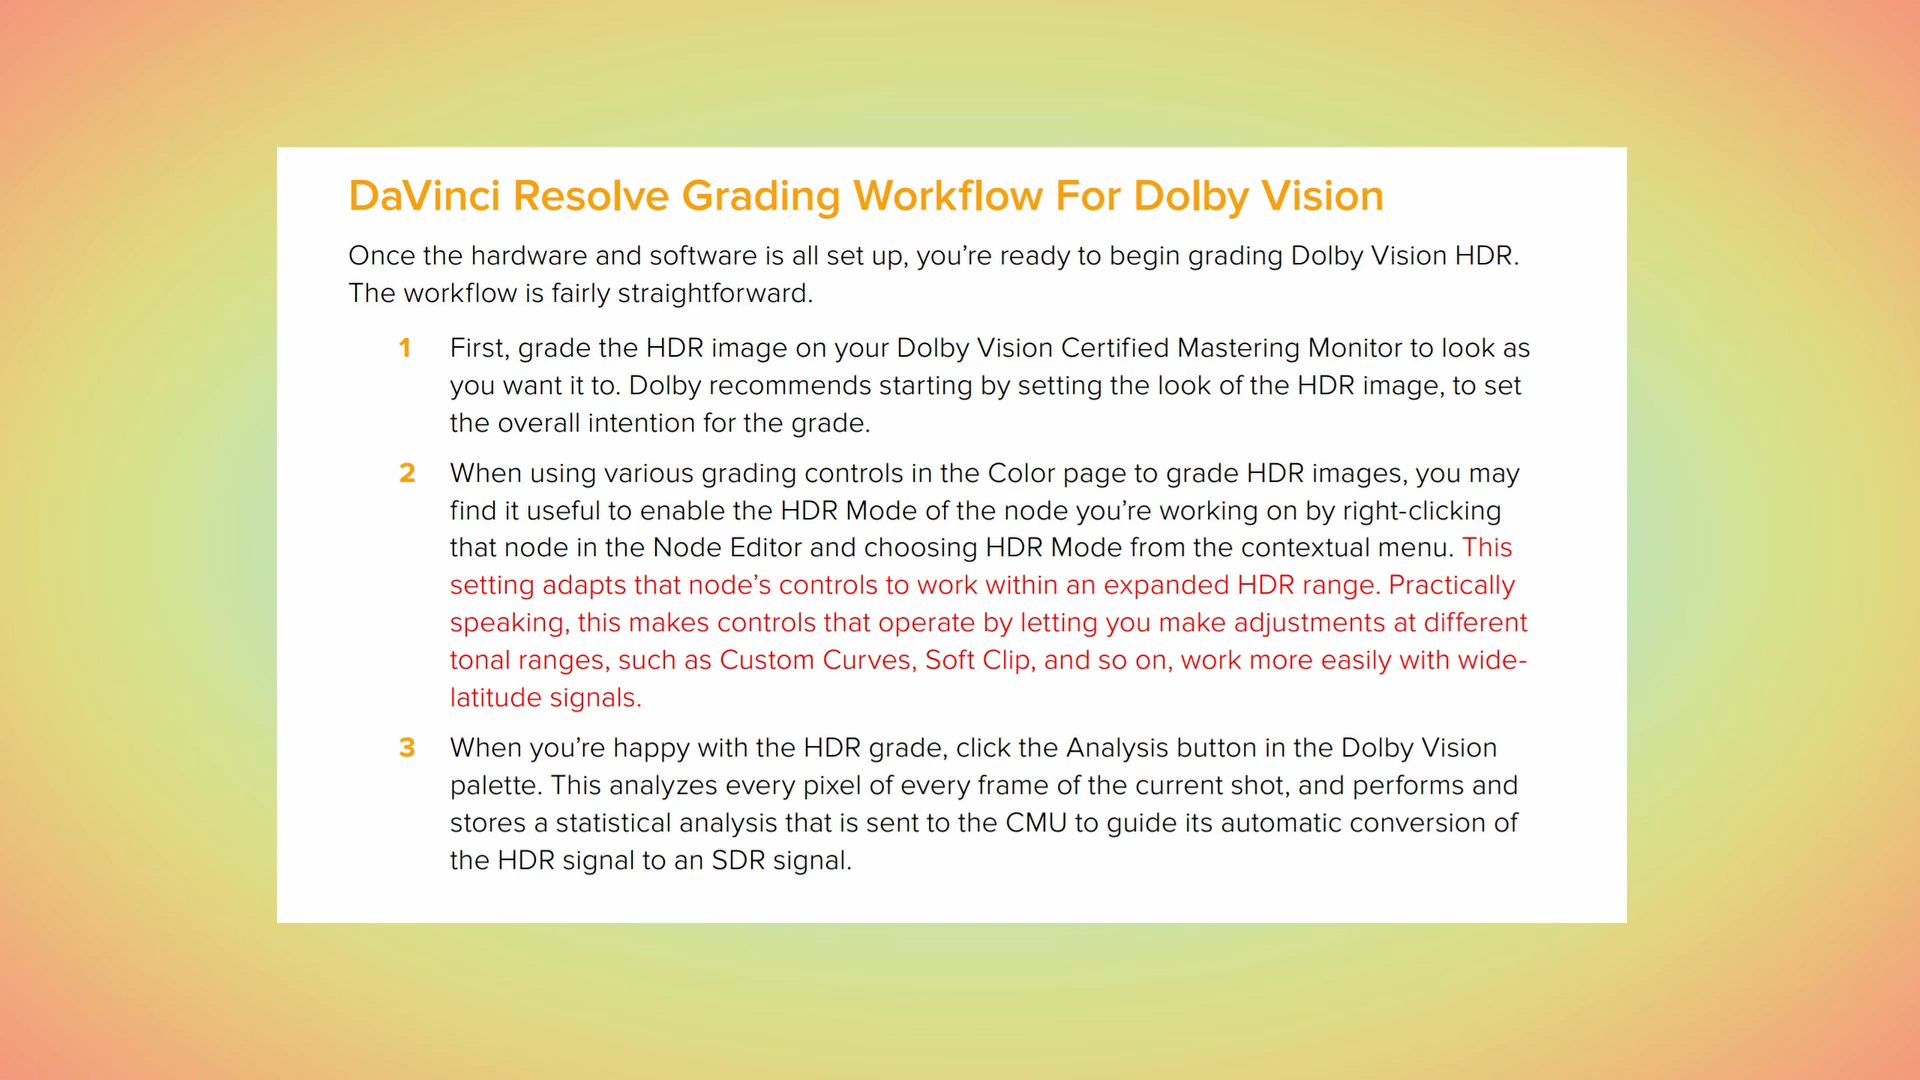 DaVinci Resolve Grading Workflow For Dolby Vision
Once the hardware and software is all set up, you’re ready to begin grading Dolby Vision HDR.
The workflow is fairly straightforward.
1 First, grade the HDR image on your Dolby Vision Certified Mastering Monitor to look as
you want it to. Dolby recommends starting by setting the look of the HDR image, to set
the overall intention for the grade.
2 When using various grading controls in the Color page to grade HDR images, you may
find it useful to enable the HDR Mode of the node you’re working on by right-clicking
that node in the Node Editor and choosing HDR Mode from the contextual menu. This
setting adapts that node’s controls to work within an expanded HDR range. Practically
speaking, this makes controls that operate by letting you make adjustments at different
tonal ranges, such as Custom Curves, Soft Clip, and so on, work more easily with wide-
latitude signals.
3 When you’re happy with the HDR grade, click the Analysis button in the Dolby Vision
palette. This analyzes every pixel of every frame of the current shot, and performs and
stores a statistical analysis that is sent to the CMU to guide its automatic conversion of
the HDR signal to an SDR signal.